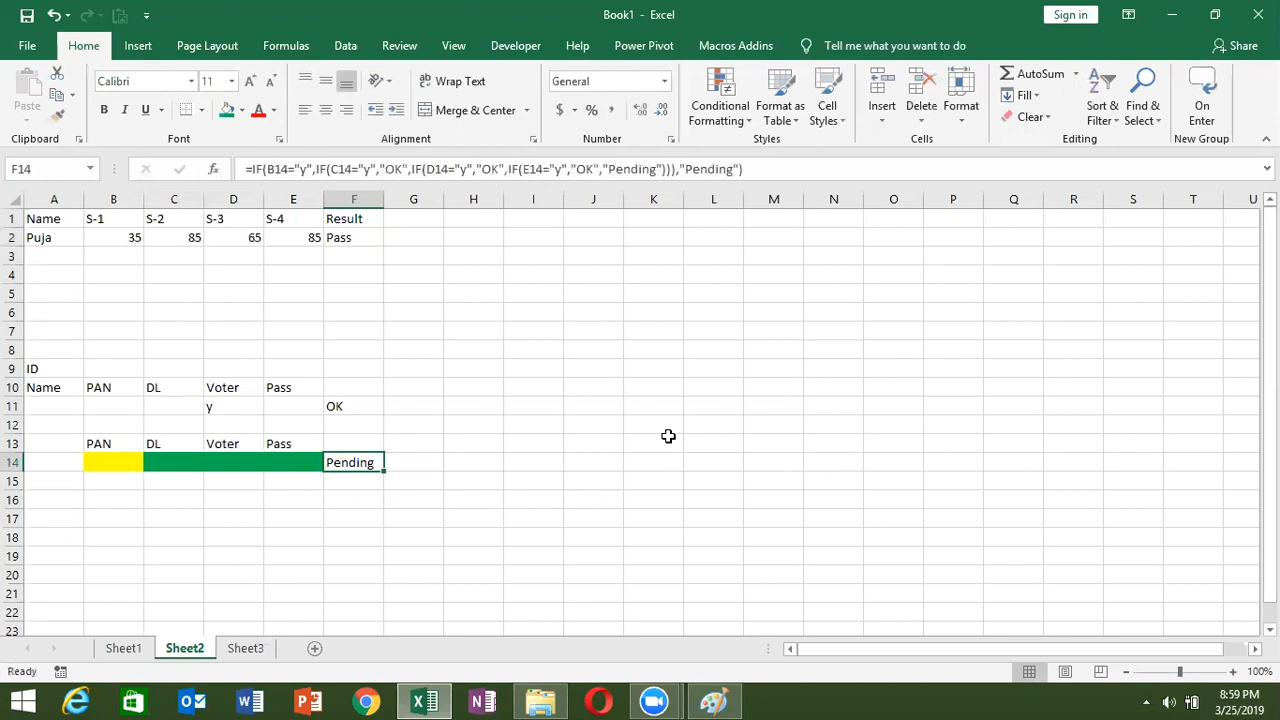 Book1 - Excel
Sign in
File Home Insert Page Layout Formulas Data Review View Developer Help Power Pivot Macros Addins Tell me what you want to do Share
Paste
Calibri 11
B I U
A A
Wrap Text
Merge & Center
General
$ % ,
Conditional Formatting
Format as Table
Cell Styles
Insert Delete Format
AutoSum
Fill
Clear
Sort & Filter
Find & Select
On Enter
Clipboard Font Alignment Number Styles Cells Editing New Group
F14 fx =IF(B14="y",IF(C14="y","OK",IF(D14="y","OK",IF(E14="y","OK","Pending"))),"Pending")
A B C D E F G H I J K L M N O P Q R S T U
1 Name S-1 S-2 S-3 S-4 Result
2 Puja 35 85 65 85 Pass
3
4
5
6
7
8
9 ID
10 Name PAN DL Voter Pass
11 y OK
12
13 PAN DL Voter Pass
14 Pending
15
16
17
18
19
20
21
22
23
Sheet1 Sheet2 Sheet3
Ready 100%
8:59 PM
3/25/2019